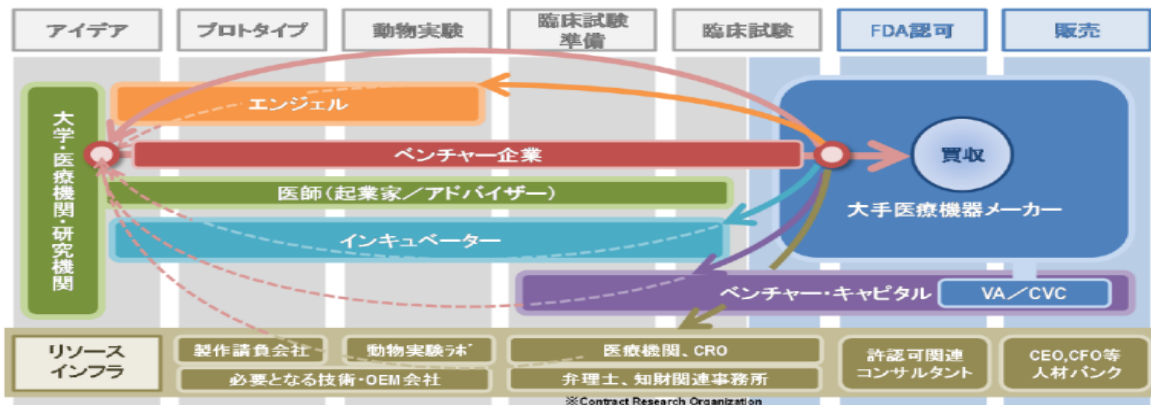 アイデア
プロトタイプ
動物実験
臨床試験
準備
臨床試験
FDA認可
販売
大学・医療機関・研究機関
エンジェル
ベンチャー企業
買収
医師(起業家／アドバイザー)
大手医療機器メーカー
インキュベーター
ベンチャー・キャピタル
VA／CVC
リソース
インフラ
製作請負会社
動物実験ﾗﾎﾞ
医療機関、CRO
必要となる技術・OEM会社
弁理士、知財関連事務所
許認可関連
コンサルタント
CEO,CFO等
人材バンク
※Contract Research Organization